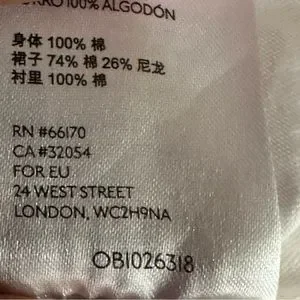 FORRO 100% ALGODÓN
身体 100% 棉
裙子 74% 棉 26% 尼龙
衬里 100% 棉
RN #66170
CA #32054
FOR EU
24 WEST STREET
LONDON, WC2H9NA
OB1026318